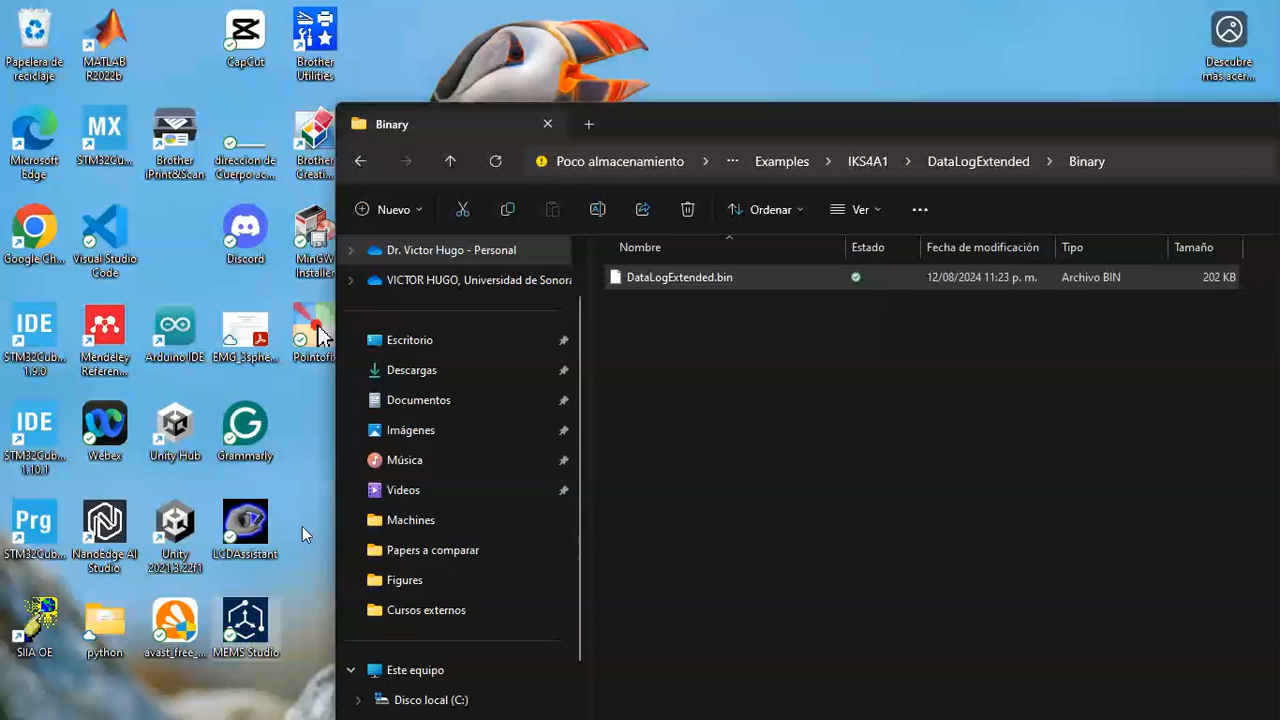 Papelera de
reciclaje
MATLAB
R2022b
CapCut
Brother
Utilities
Descubre
más acer...
Microsoft
Edge
MX
STM32Cu...
Brother
iPrint&Scan
direccion de
Cuerpo ac...
Brother
Creati...
Google Ch...
Visual Studio
Code
Discord
MinGW
Installer
IDE
STM32Cub...
1.9.0
Mendeley
Referen...
Arduino IDE
EMG_3sphe...
Pointofix
IDE
STM32Cub...
1.10.1
Webex
Unity Hub
Grammarly
Prg
STM32Cub...
NanoEdge AI
Studio
Unity
2021.3.22f1
LCDAssistant
SIIA OE
python
avast_free_...
MEMS Studio
Binary
Poco almacenamiento
...
Examples
IKS4A1
DataLogExtended
Binary
Nuevo
Ordenar
Ver
...
Dr. Victor Hugo - Personal
VICTOR HUGO, Universidad de Sonora
Escritorio
Descargas
Documentos
Imágenes
Música
Videos
Machines
Papers a comparar
Figures
Cursos externos
Este equipo
Disco local (C:)
Nombre Estado Fecha de modificación Tipo Tamaño
DataLogExtended.bin 12/08/2024 11:23 p. m. Archivo BIN 202 KB